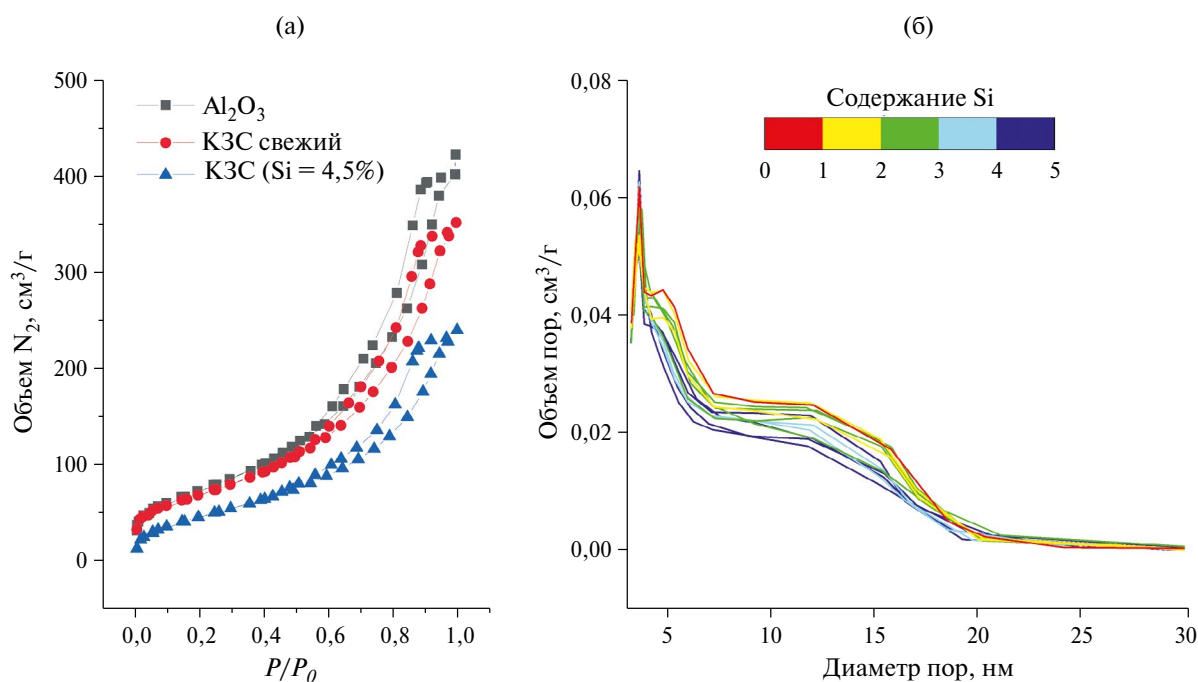 (а)
(б)
Объем N₂, см³/г
500
400
300
200
100
0
Al₂O₃
КЗС свежий
КЗС (Si = 4,5%)
0,0 0,2 0,4 0,6 0,8 1,0
P/P₀
Объем пор, см³/г
0,08
0,06
0,04
0,02
0,00
Содержание Si
0 1 2 3 4 5
5 10 15 20 25 30
Диаметр пор, нм